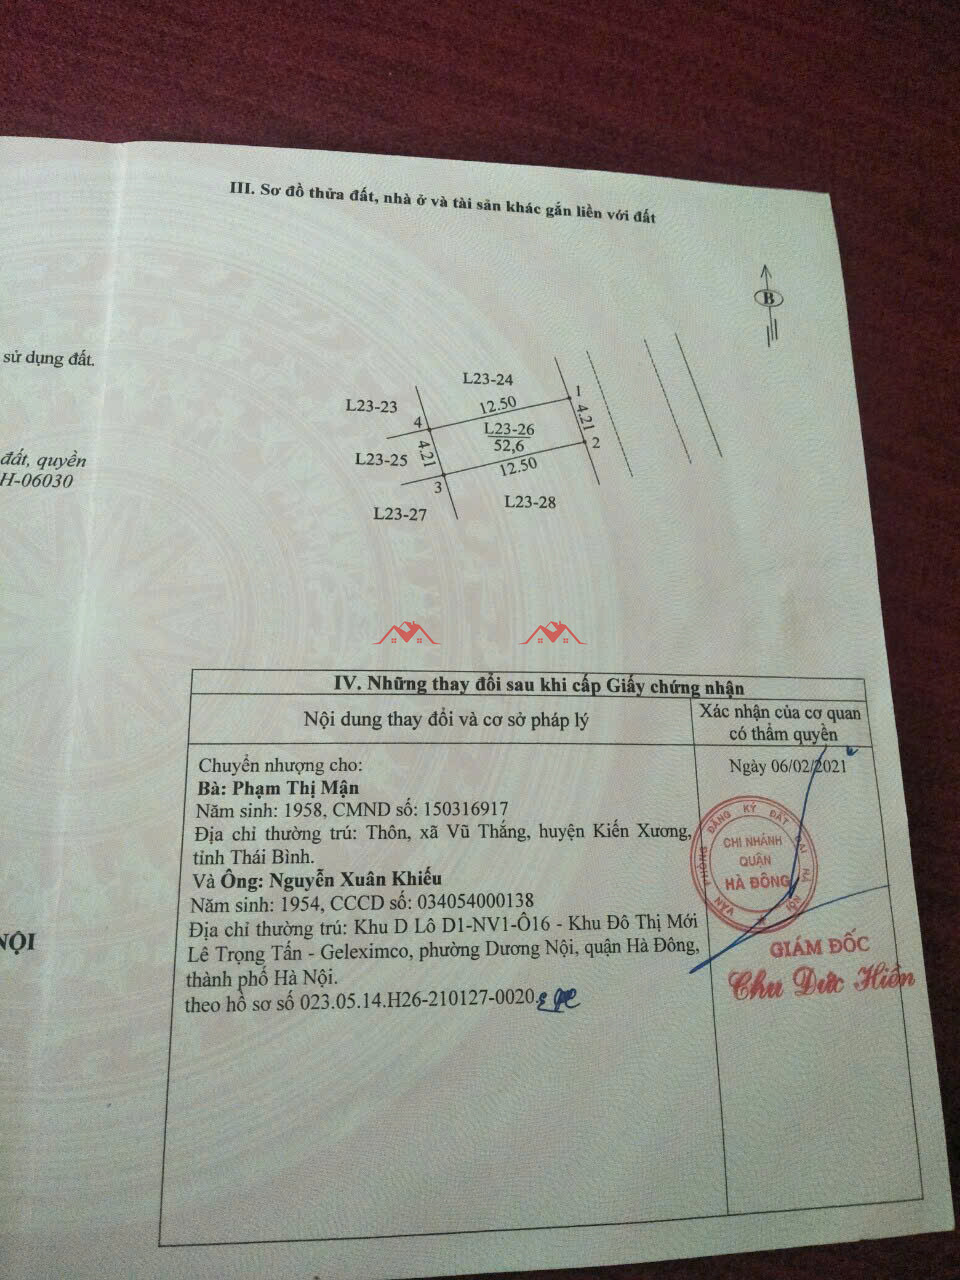 III. Sơ đồ thửa đất, nhà ở và tài sản khác gắn liền với đất
B
sử dụng đất.
đất, quyền
H-06030
NỘI
L23-24
L23-23
1
12.50
4
4.21
L23-26
52,6
2
L23-25
4.21
12.50
3
L23-28
L23-27
IV. Những thay đổi sau khi cấp Giấy chứng nhận
Nội dung thay đổi và cơ sở pháp lý
Xác nhận của cơ quan
có thẩm quyền
Chuyển nhượng cho:
Bà: Phạm Thị Mận
Năm sinh: 1958, CMND số: 150316917
Địa chỉ thường trú: Thôn, xã Vũ Thắng, huyện Kiến Xương,
tỉnh Thái Bình.
Và Ông: Nguyễn Xuân Khiếu
Năm sinh: 1954, CCCD số: 034054000138
Địa chỉ thường trú: Khu D Lô D1-NV1-Ô16 - Khu Đô Thị Mới
Lê Trọng Tấn - Geleximco, phường Dương Nội, quận Hà Đông,
thành phố Hà Nội.
theo hồ sơ số 023.05.14.H26-210127-0020.
Ngày 06/02/2021
VĂN PHÒNG ĐĂNG KÝ ĐẤT ĐAI HÀ NỘI
CHI NHÁNH
QUẬN
HÀ ĐÔNG
GIÁM ĐỐC
Chu Đức Hiền